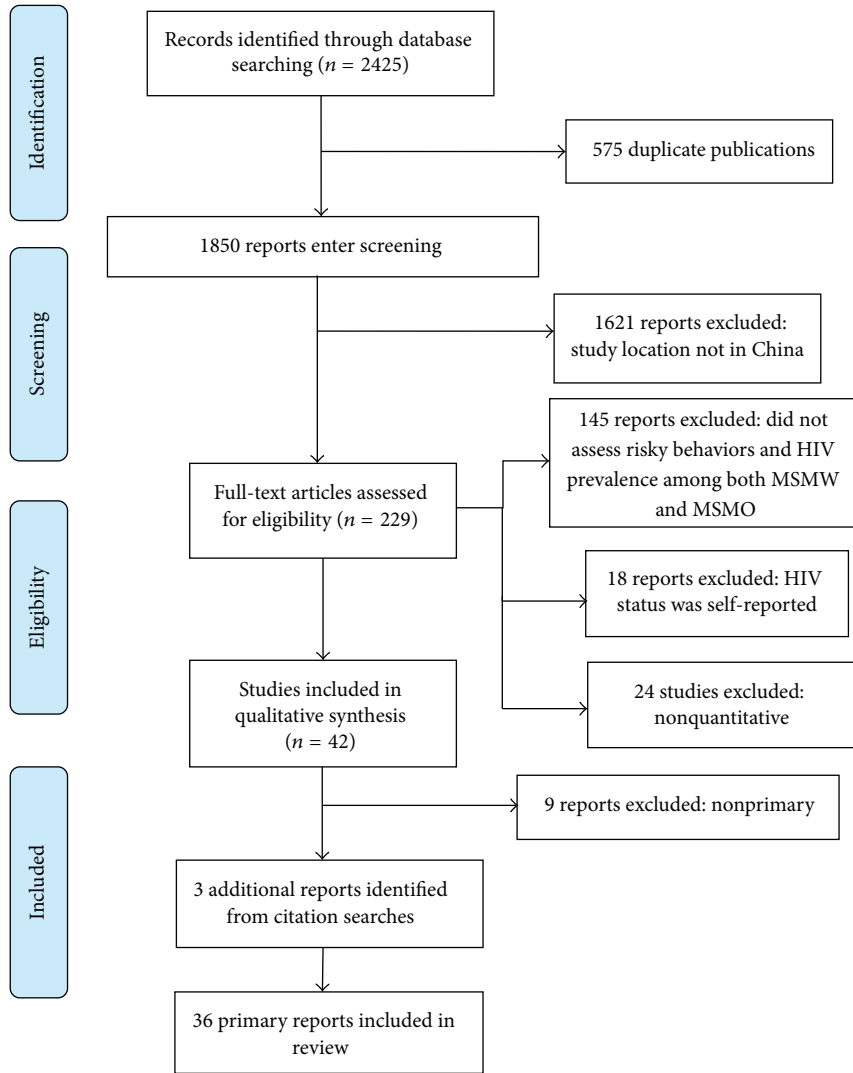 Identification
Records identified through database
searching (n = 2425)
575 duplicate publications
1850 reports enter screening
Screening
1621 reports excluded:
study location not in China
145 reports excluded: did not
assess risky behaviors and HIV
prevalence among both MSMW
and MSMO
Full-text articles assessed
for eligibility (n = 229)
Eligibility
18 reports excluded: HIV
status was self-reported
24 studies excluded:
nonquantitative
Studies included in
qualitative synthesis
(n = 42)
Included
9 reports excluded: nonprimary
3 additional reports identified
from citation searches
36 primary reports included in
review